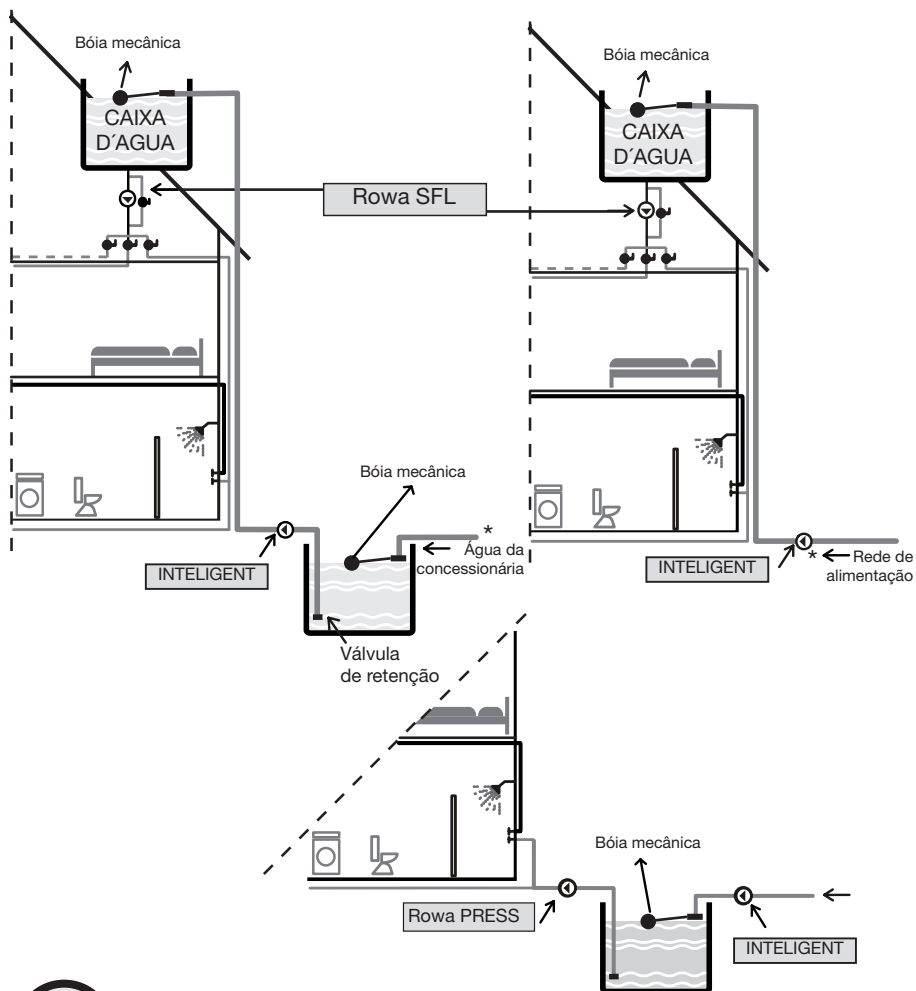 Bóia mecânica
CAIXA
D´AGUA
Rowa SFL
Bóia mecânica
CAIXA
D´AGUA
Bóia mecânica
*
Água da
concessionária
INTELIGENT
Válvula
de retenção
INTELIGENT
* Rede de
alimentação
Bóia mecânica
Rowa PRESS
INTELIGENT